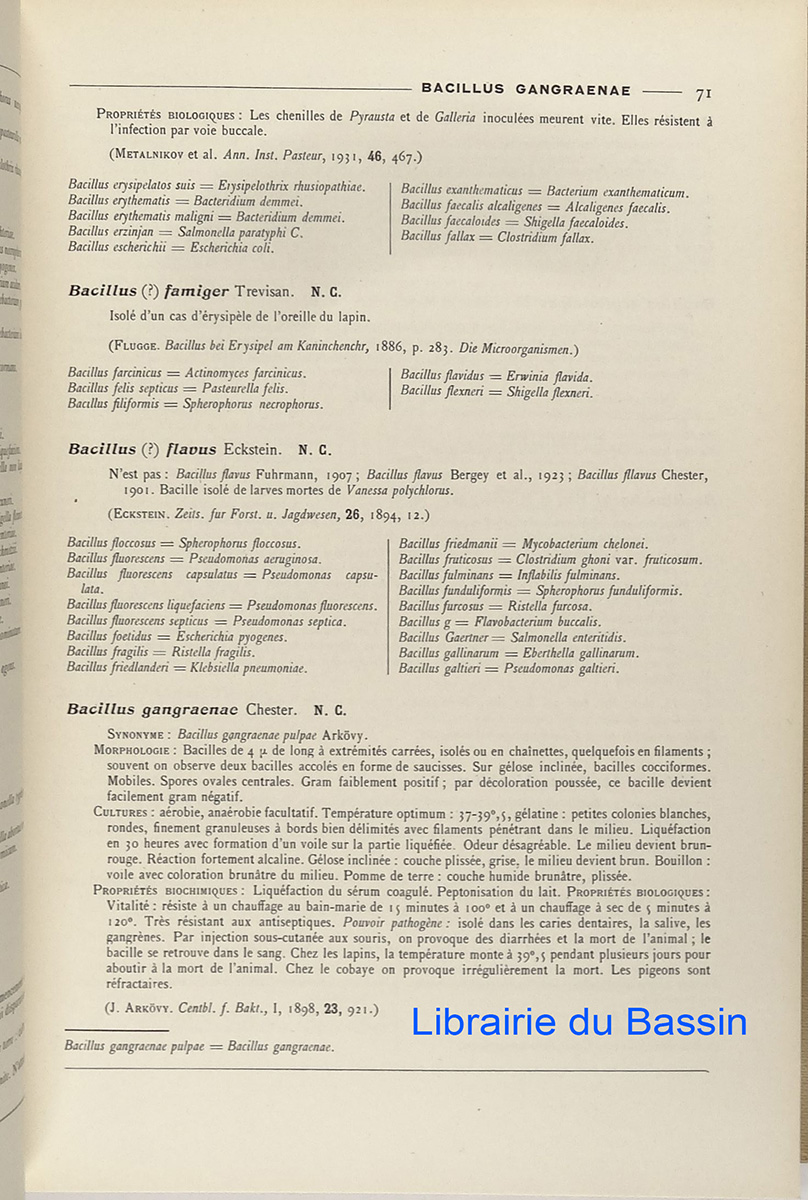 BACILLUS GANGRAENAE 71
PROPRIÉTÉS BIOLOGIQUES : Les chenilles de Pyrausta et de Galleria inoculées meurent vite. Elles résistent à
l'infection par voie buccale.
(METALNIKOV et al. Ann. Inst. Pasteur, 1931, 46, 467.)
Bacillus erysipelatos suis = Erysipelothrix rhusiopathiae.
Bacillus erythematis = Bacteridium demmei.
Bacillus erythematis maligni = Bacteridium demmei.
Bacillus erzinjan = Salmonella paratyphi C.
Bacillus escherichii = Escherichia coli.
Bacillus exanthematicus = Bacterium exanthematicum.
Bacillus faecalis alcaligenes = Alcaligenes faecalis.
Bacillus faecaloides = Shigella faecaloides.
Bacillus fallax = Clostridium fallax.
Bacillus (?) famiger Trevisan. N. C.
Isolé d'un cas d'érysipèle de l'oreille du lapin.
(FLUGGE. Bacillus bei Erysipel am Kaninchenchr, 1886, p. 283. Die Microorganismen.)
Bacillus farcinicus = Actinomyces farcinicus.
Bacillus felis septicus = Pasteurella felis.
Bacillus filiformis = Spherophorus necrophorus.
Bacillus flavidus = Erwinia flavida.
Bacillus flexneri = Shigella flexneri.
Bacillus (?) flavus Eckstein. N. C.
N'est pas : Bacillus flavus Fuhrmann, 1907 ; Bacillus flavus Bergey et al., 1923 ; Bacillus fllavus Chester,
1901. Bacille isolé de larves mortes de Vanessa polychlorus.
(ECKSTEIN. Zeits. fur Forst. u. Jagdwesen, 26, 1894, 12.)
Bacillus floccosus = Spherophorus floccosus.
Bacillus fluorescens = Pseudomonas aeruginosa.
Bacillus fluorescens capsulatus = Pseudomonas capsu-
lata.
Bacillus fluorescens liquefaciens = Pseudomonas fluorescens.
Bacillus fluorescens septicus = Pseudomonas septica.
Bacillus foetidus = Escherichia pyogenes.
Bacillus fragilis = Ristella fragilis.
Bacillus friedlanderi = Klebsiella pneumoniae.
Bacillus friedmanii = Mycobacterium chelonei.
Bacillus fruticosus = Clostridium ghoni var. fruticosum.
Bacillus fulminans = Inflabilis fulminans.
Bacillus funduliformis = Spherophorus funduliformis.
Bacillus furcosus = Ristella furcosa.
Bacillus g = Flavobacterium buccalis.
Bacillus Gaertner = Salmonella enteritidis.
Bacillus gallinarum = Eberthella gallinarum.
Bacillus galtieri = Pseudomonas galtieri.
Bacillus gangraenae Chester. N. C.
SYNONYME : Bacillus gangraenae pulpae Arkövy.
MORPHOLOGIE : Bacilles de 4 µ de long à extrémités carrées, isolés ou en chaînettes, quelquefois en filaments ;
souvent on observe deux bacilles accolés en forme de saucisses. Sur gélose inclinée, bacilles cocciformes.
Mobiles. Spores ovales centrales. Gram faiblement positif ; par décoloration poussée, ce bacille devient
facilement gram négatif.
CULTURES : aérobie, anaérobie facultatif. Température optimum : 37-39°,5, gélatine : petites colonies blanches,
rondes, finement granuleuses à bords bien délimités avec filaments pénétrant dans le milieu. Liquéfaction
en 30 heures avec formation d'un voile sur la partie liquéfiée. Odeur désagréable. Le milieu devient brun-
rouge. Réaction fortement alcaline. Gélose inclinée : couche plissée, grise, le milieu devient brun. Bouillon :
voile avec coloration brunâtre du milieu. Pomme de terre : couche humide brunâtre, plissée.
PROPRIÉTÉS BIOCHIMIQUES : Liquéfaction du sérum coagulé. Peptonisation du lait. PROPRIÉTÉS BIOLOGIQUES :
Vitalité : résiste à un chauffage au bain-marie de 15 minutes à 100° et à un chauffage à sec de 5 minutes à
120°. Très résistant aux antiseptiques. Pouvoir pathogène : isolé dans les caries dentaires, la salive, les
gangrènes. Par injection sous-cutanée aux souris, on provoque des diarrhées et la mort de l'animal ; le
bacille se retrouve dans le sang. Chez les lapins, la température monte à 39°,5 pendant plusieurs jours pour
aboutir à la mort de l'animal. Chez le cobaye on provoque irrégulièrement la mort. Les pigeons sont
réfractaires.
(J. ARKÖVY. Centbl. f. Bakt., I, 1898, 23, 921.)
Librairie du Bassin
Bacillus gangraenae pulpae = Bacillus gangraenae.